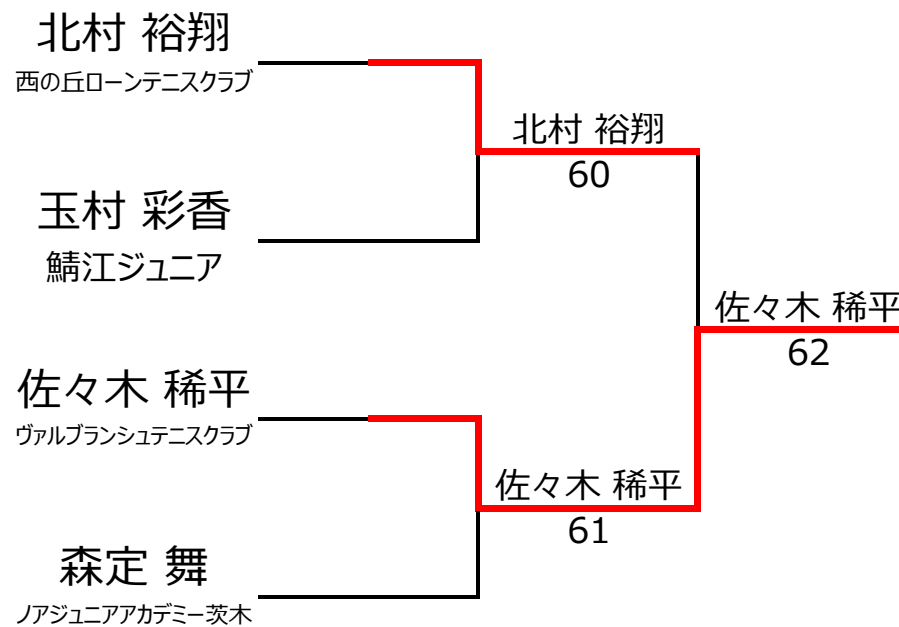 北村 裕翔
西の丘ローンテニスクラブ
北村 裕翔
60
玉村 彩香
鯖江ジュニア
佐々木 稀平
62
佐々木 稀平
ヴァルブランシュテニスクラブ
佐々木 稀平
61
森定 舞
ノアジュニアアカデミー茨木